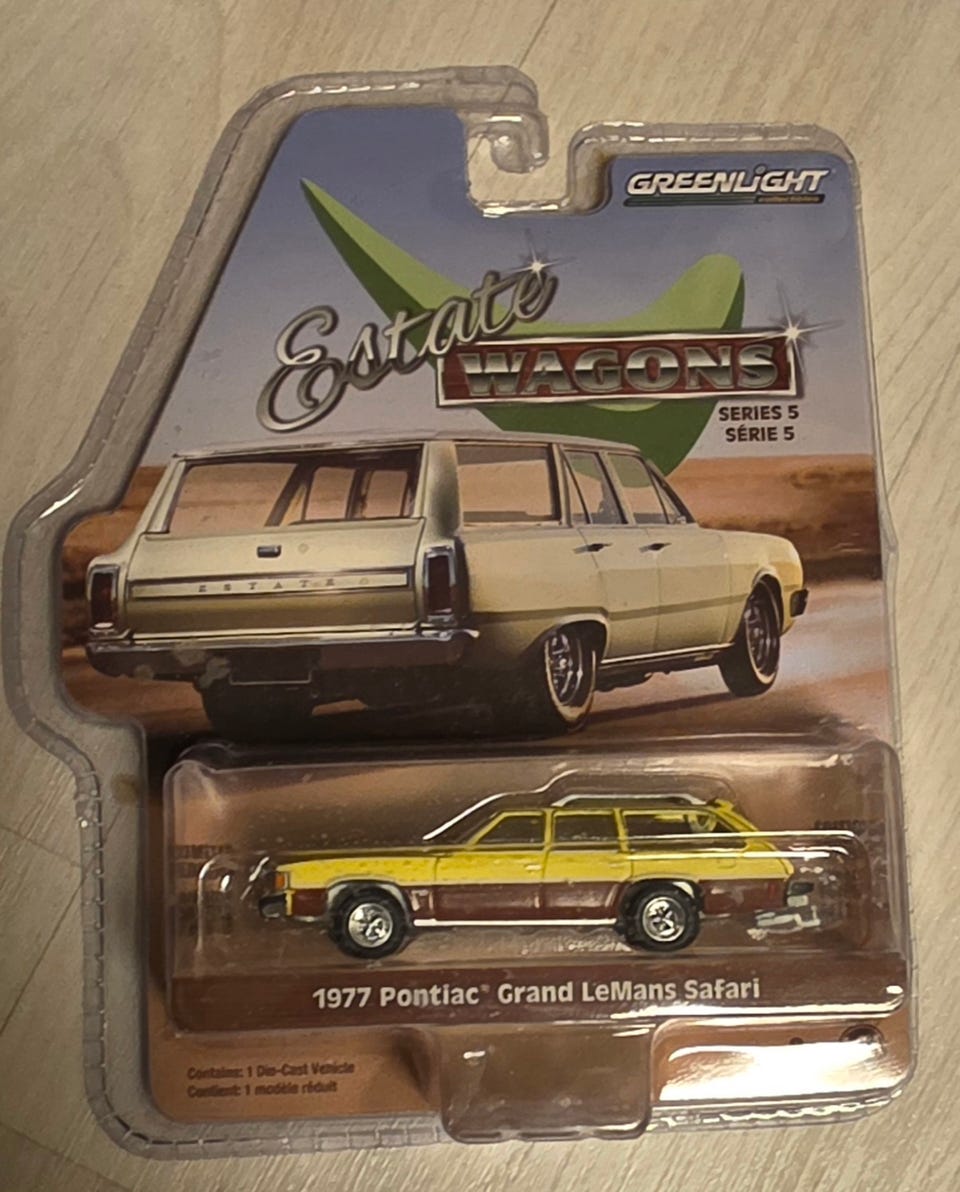 GREENLiGHT
collectibles
Estate
WAGONS
SERIES 5
SÉRIE 5
ESTATE
1977 Pontiac® Grand LeMans Safari
Contains: 1 Die-Cast Vehicle
Contient: 1 modèle réduit